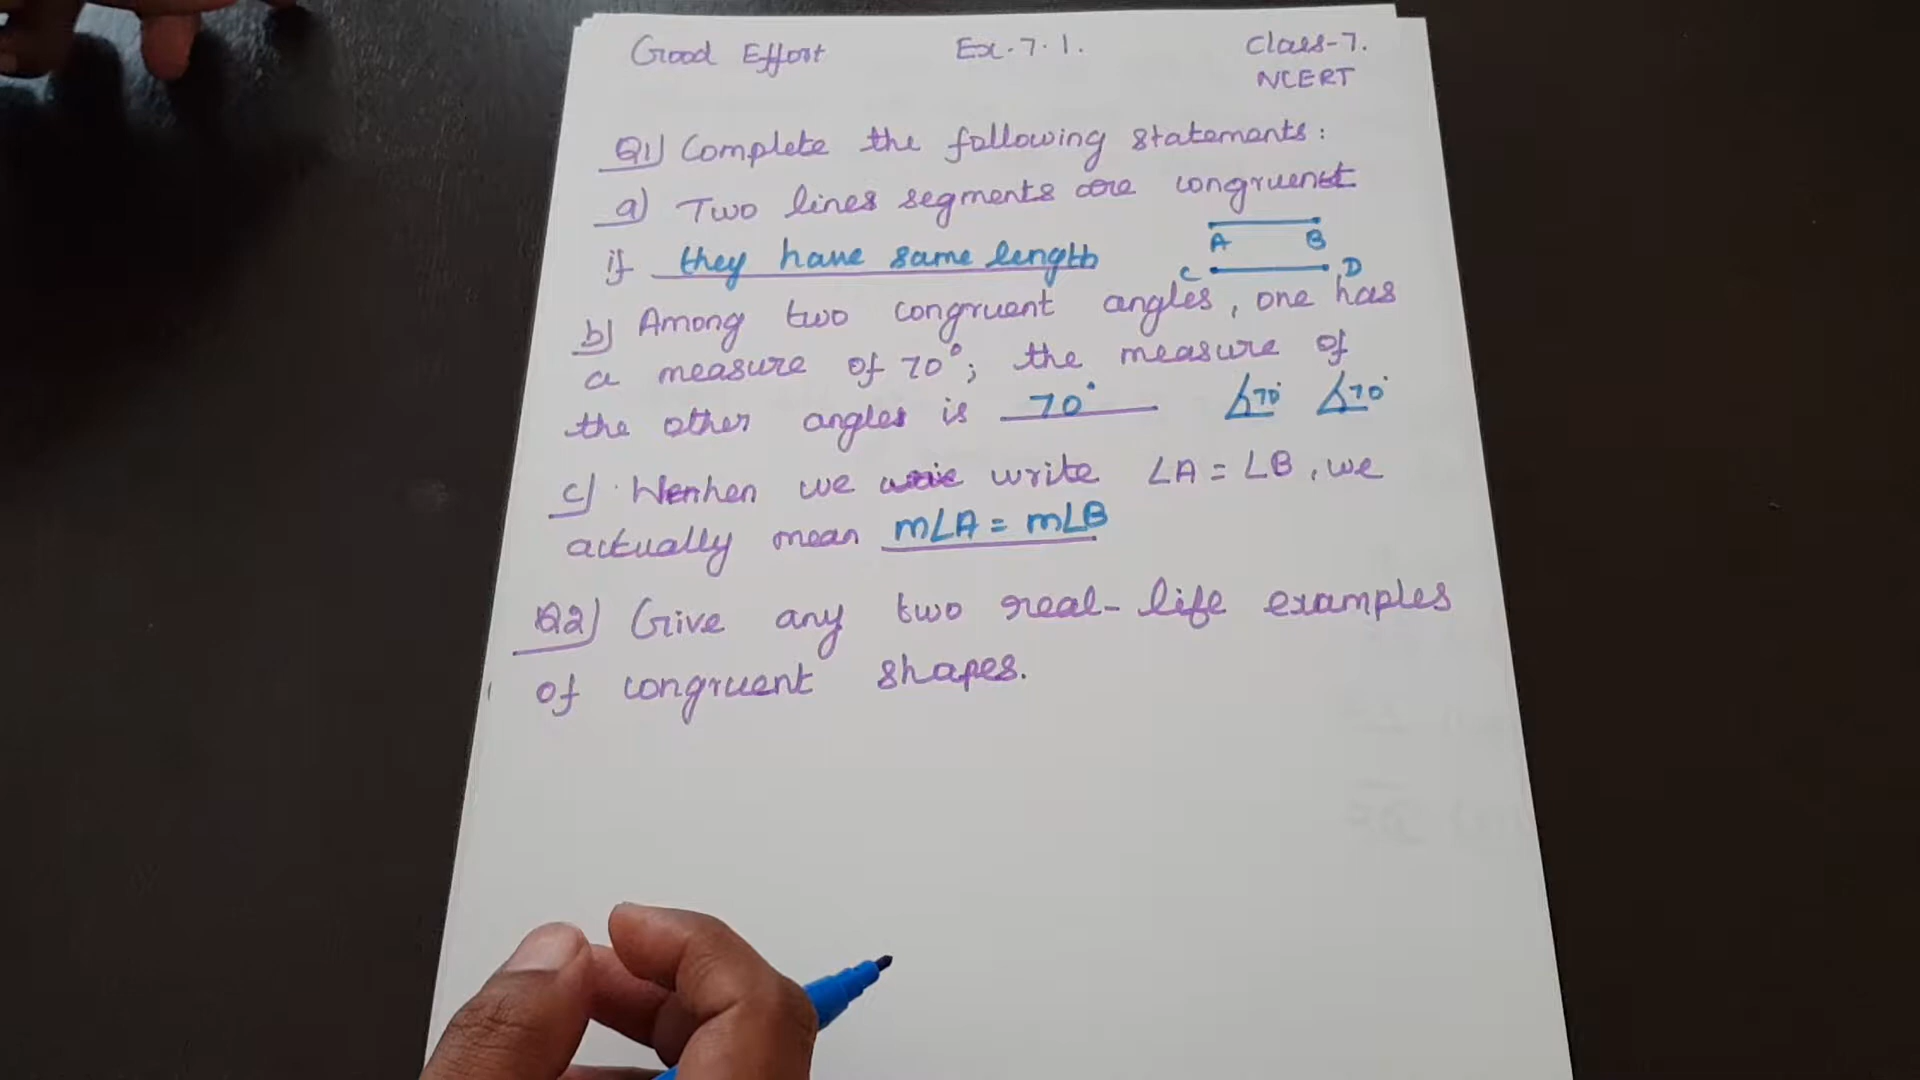 Good Effort Ex. 7.1. Class-7.
NCERT
Q1) Complete the following statements:
a) Two lines segments are congruent
A B
if they have same length
C D
b) Among two congruent angles, one has
a measure of 70°; the measure of
the other angles is 70° 70° 70°
c) When we write ∠A = ∠B, we
actually mean m∠A = m∠B
Q2) Give any two real-life examples
of congruent shapes.